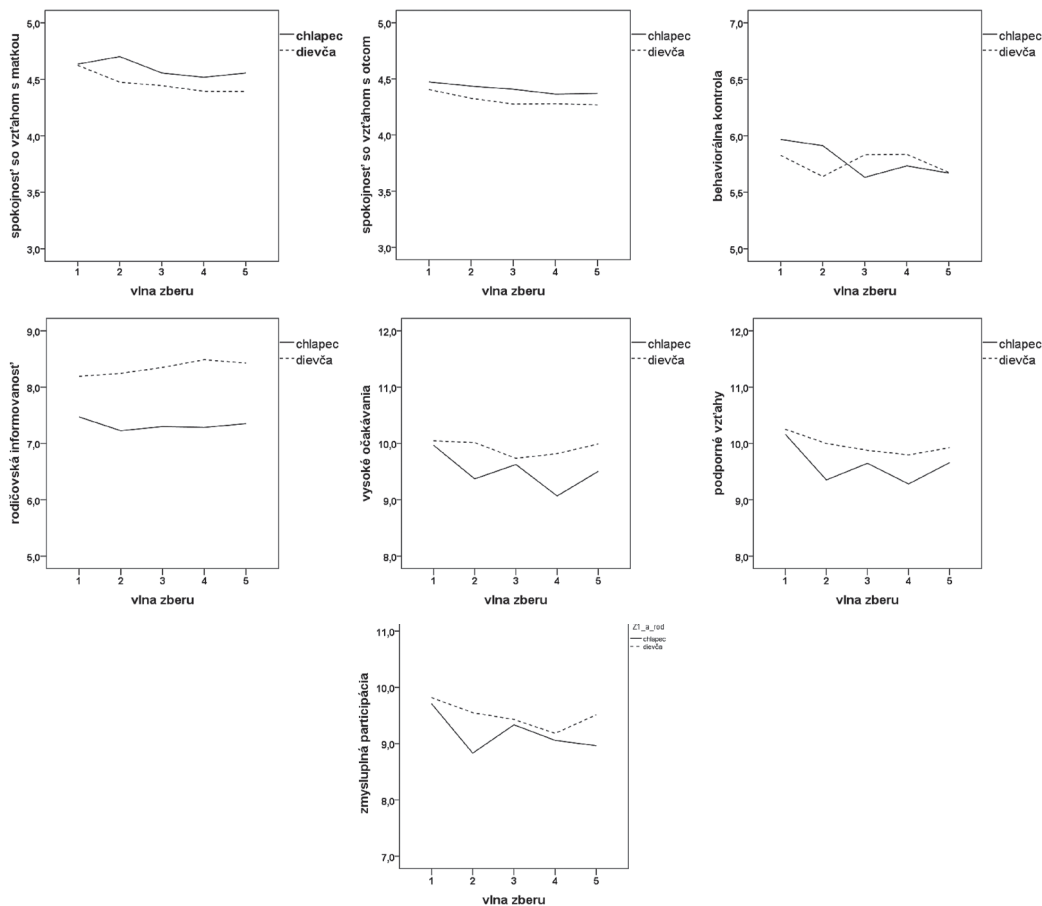 spokojnosť so vzťahom s matkou
5,0
4,5
4,0
3,5
3,0
1 2 3 4 5
vlna zberu
chlapec
dievča
spokojnosť so vzťahom s otcom
5,0
4,5
4,0
3,5
3,0
1 2 3 4 5
vlna zberu
chlapec
dievča
behaviorálna kontrola
7,0
6,5
6,0
5,5
5,0
1 2 3 4 5
vlna zberu
chlapec
dievča
rodičovská informovanosť
9,0
8,0
7,0
6,0
5,0
1 2 3 4 5
vlna zberu
chlapec
dievča
vysoké očakávania
12,0
11,0
10,0
9,0
8,0
1 2 3 4 5
vlna zberu
chlapec
dievča
podporné vzťahy
12,0
11,0
10,0
9,0
8,0
1 2 3 4 5
vlna zberu
chlapec
dievča
zmysluplná participácia
11,0
10,0
9,0
8,0
7,0
1 2 3 4 5
vlna zberu
Z1_a_rod
chlapec
dievča